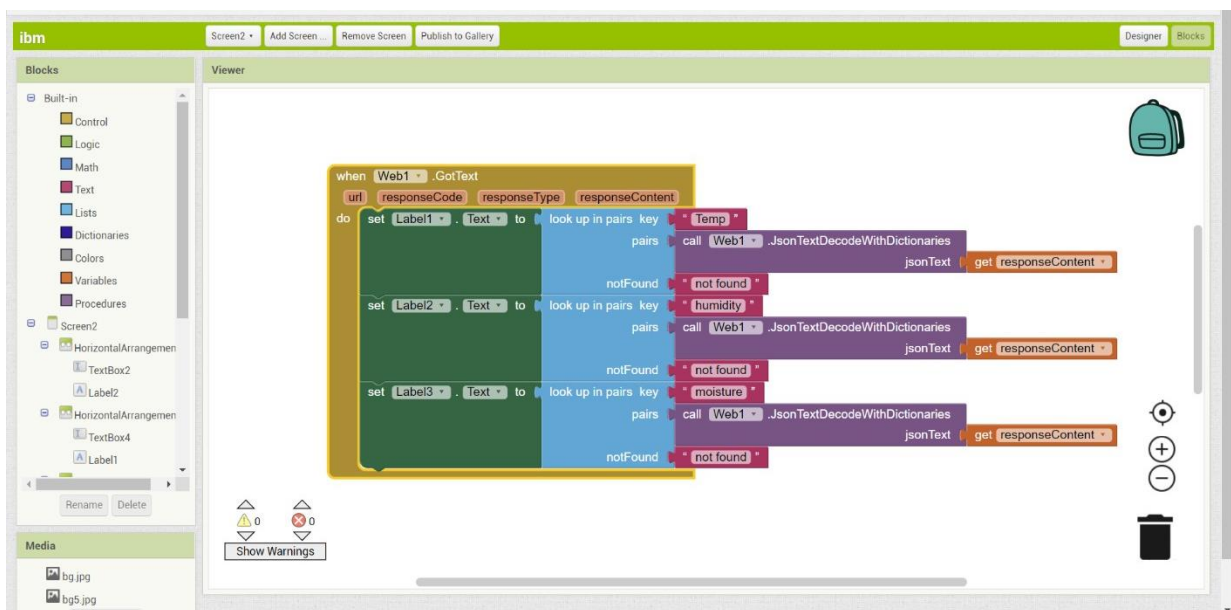 ibm
Screen2
Add Screen ...
Remove Screen
Publish to Gallery
Designer
Blocks
Blocks
Viewer
Built-in
Control
Logic
Math
Text
Lists
Dictionaries
Colors
Variables
Procedures
Screen2
HorizontalArrangemen
TextBox2
Label2
HorizontalArrangemen
TextBox4
Label1
Rename
Delete
Media
bg.jpg
bg5.jpg
when Web1 .GotText
url responseCode responseType responseContent
do set Label1 . Text to look up in pairs key " Temp "
pairs call Web1 .JsonTextDecodeWithDictionaries
jsonText get responseContent
notFound " not found "
set Label2 . Text to look up in pairs key " humidity "
pairs call Web1 .JsonTextDecodeWithDictionaries
jsonText get responseContent
notFound " not found "
set Label3 . Text to look up in pairs key " moisture "
pairs call Web1 .JsonTextDecodeWithDictionaries
jsonText get responseContent
notFound " not found "
0 0
Show Warnings